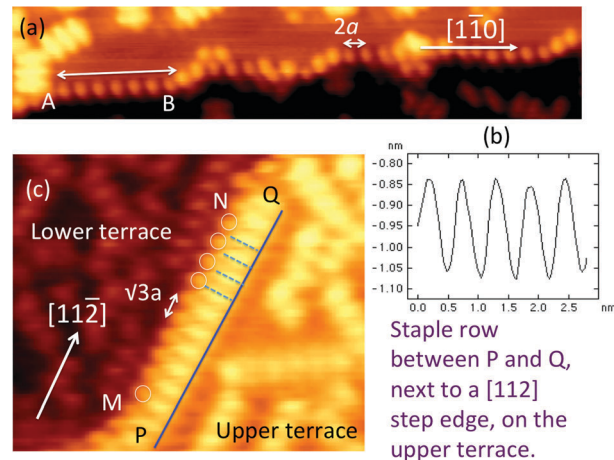 (a)
2a
[11̅0]
A
B
(b)
nm
-0.85
-0.90
-0.95
-1.00
-1.05
-1.10
0.0 0.5 1.0 1.5 2.0 2.5
nm
(c)
N
Q
Lower terrace
√3a
[112̅]
M
P
Upper terrace
Staple row
between P and Q,
next to a [112]
step edge, on the
upper terrace.